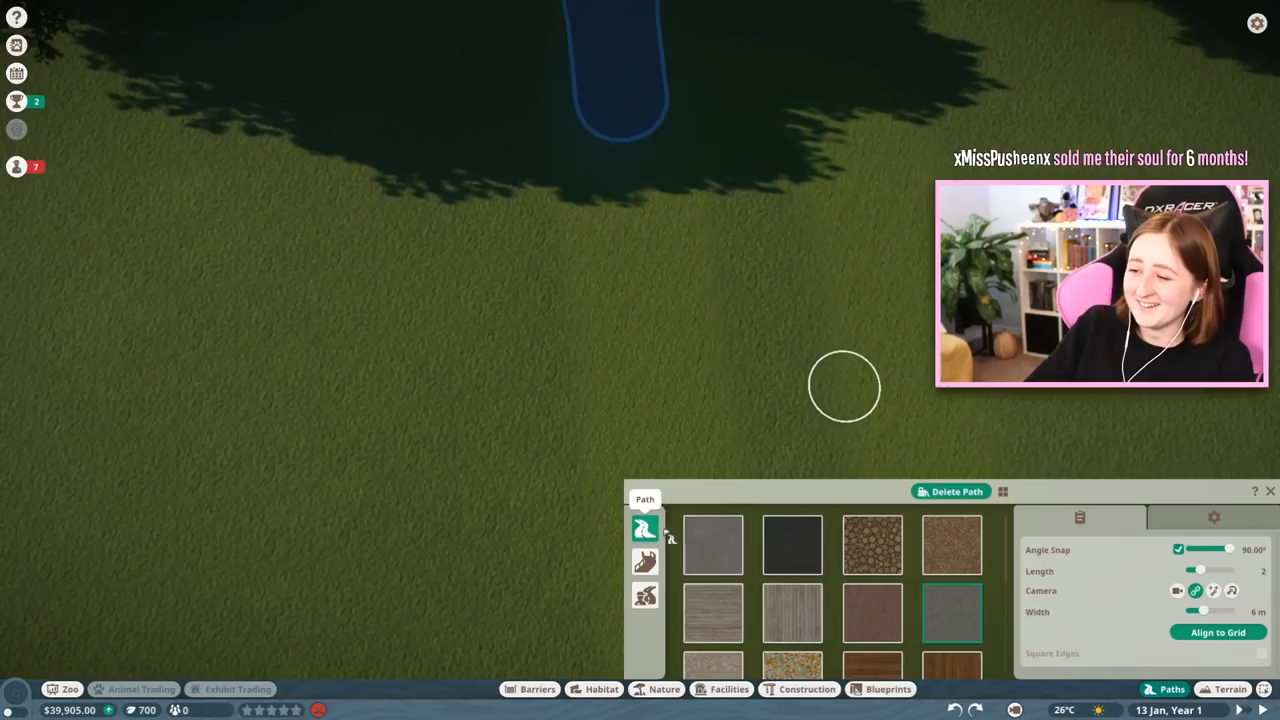 ?
2
7
xMissPusheenx sold me their soul for 6 months!
DXRACER
Path
Delete Path
?
Angle Snap
90.00°
Length
2
Camera
Width
6 m
Align to Grid
Square Edges
Zoo
Animal Trading
Exhibit Trading
Barriers
Habitat
Nature
Facilities
Construction
Blueprints
Paths
Terrain
$39,905.00
700
0
26°C
13 Jan, Year 1